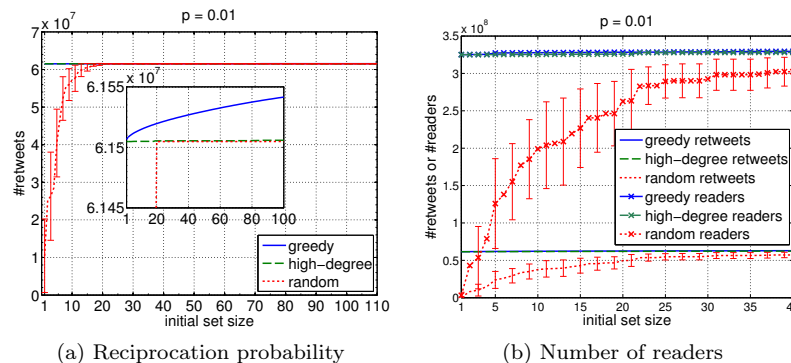 p = 0.01
x 10^7
7
6
5
4
3
2
1
0
#retweets
x 10^7
6.155
6.15
6.145
1 20 40 60 80 100
greedy
high-degree
random
1 10 20 30 40 50 60 70 80 90 100 110
initial set size
(a) Reciprocation probability
p = 0.01
x 10^8
3.5
3
2.5
2
1.5
1
0.5
0
#retweets or #readers
greedy retweets
high-degree retweets
random retweets
greedy readers
high-degree readers
random readers
1 5 10 15 20 25 30 35 4
initial set size
(b) Number of readers